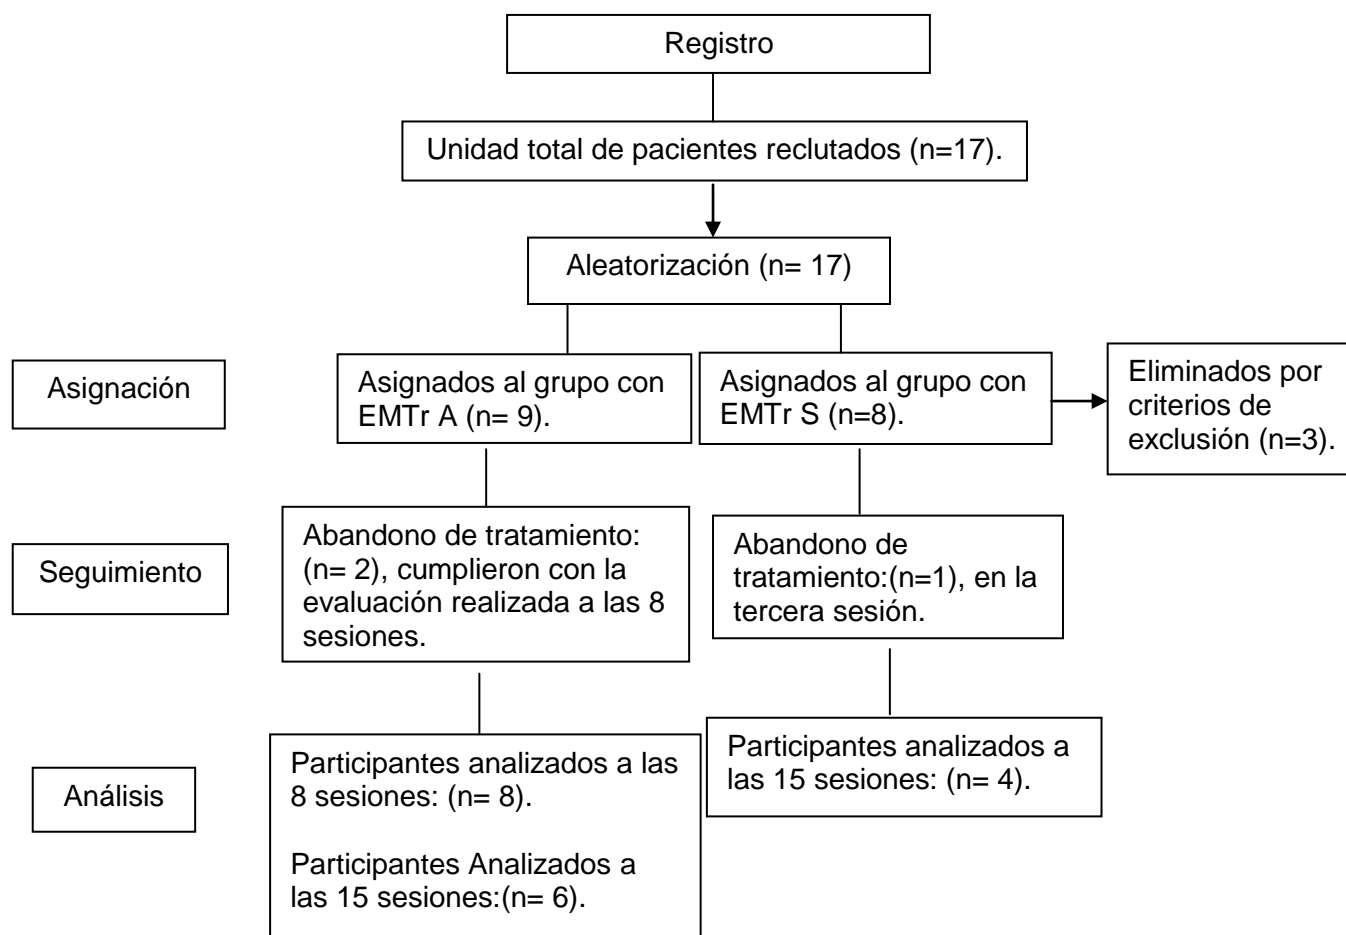 Registro
Unidad total de pacientes reclutados (n=17).
Aleatorización (n= 17)
Asignación
Asignados al grupo con
EMTr A (n= 9).
Asignados al grupo con
EMTr S (n=8).
Eliminados por
criterios de
exclusión (n=3).
Seguimiento
Abandono de tratamiento:
(n= 2), cumplieron con la
evaluación realizada a las 8
sesiones.
Abandono de
tratamiento:(n=1), en la
tercera sesión.
Análisis
Participantes analizados a las
8 sesiones: (n= 8).
Participantes Analizados a
las 15 sesiones:(n= 6).
Participantes analizados a
las 15 sesiones: (n= 4).